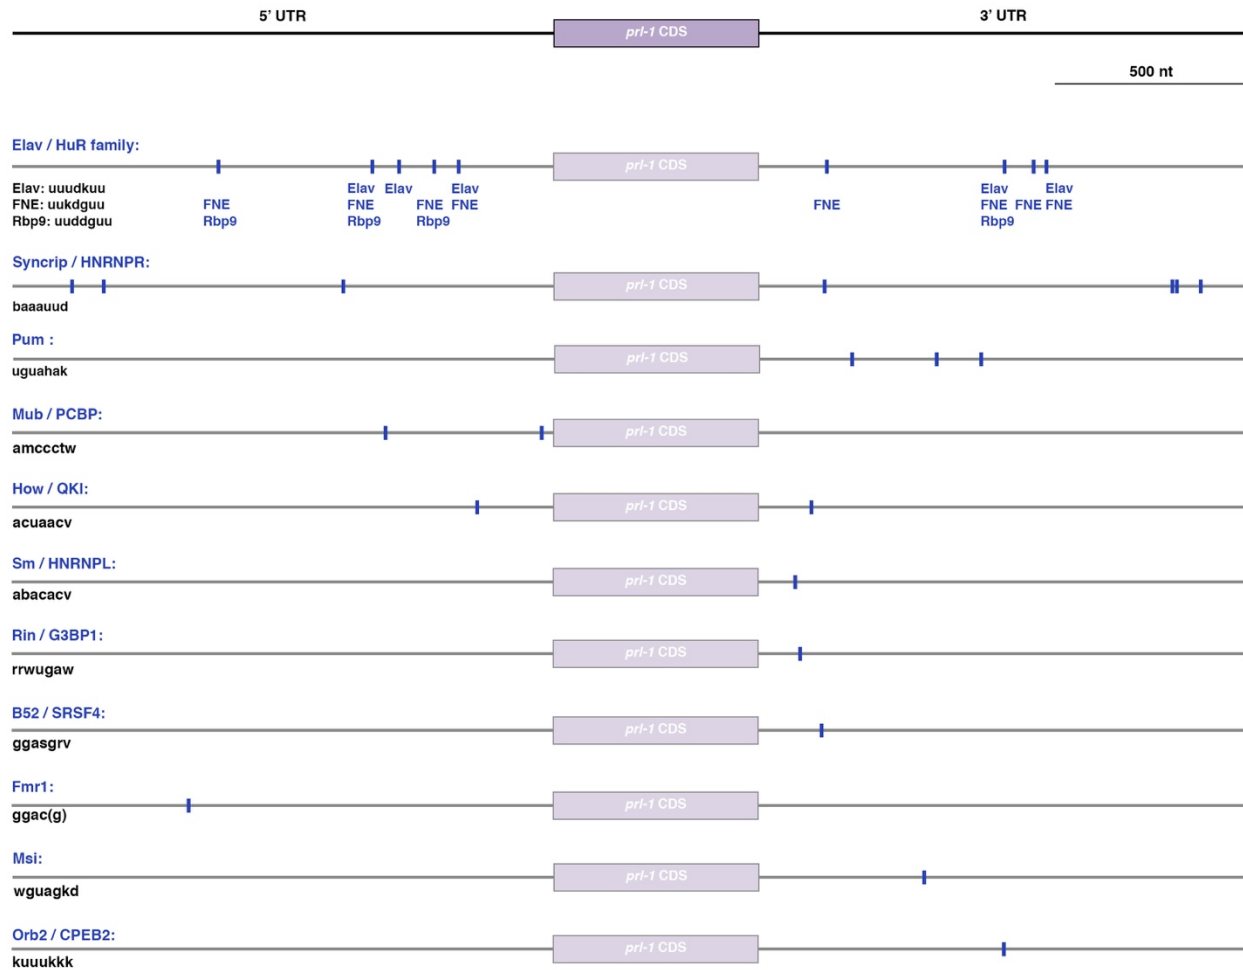 5’ UTR
3’ UTR
prl-1 CDS
500 nt
Elav / HuR family:
prl-1 CDS
Elav: uuudkuu
Elav Elav Elav
Elav Elav
FNE: uukdguu
FNE FNE FNE FNE
FNE FNE FNE FNE
Rbp9: uuddguu
Rbp9 Rbp9 Rbp9
Rbp9
Syncrip / HNRNPR:
prl-1 CDS
baaauud
Pum :
prl-1 CDS
uguahak
Mub / PCBP:
prl-1 CDS
amccctw
How / QKI:
prl-1 CDS
acuaacv
Sm / HNRNPL:
prl-1 CDS
abacacv
Rin / G3BP1:
prl-1 CDS
rrwugaw
B52 / SRSF4:
prl-1 CDS
ggasgrv
Fmr1:
prl-1 CDS
ggac(g)
Msi:
prl-1 CDS
wguagkd
Orb2 / CPEB2:
prl-1 CDS
kuuukkk